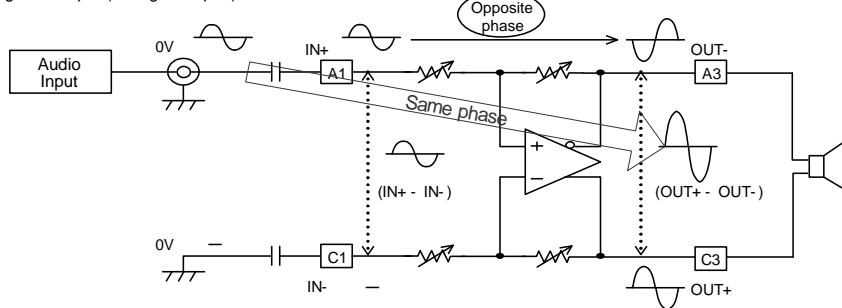 Opposite
phase
0V
IN+
OUT-
Audio
Input
A1
A3
Same phase
+
−
(IN+ - IN-)
(OUT+ - OUT-)
0V
−
C1
C3
IN-
−
OUT+